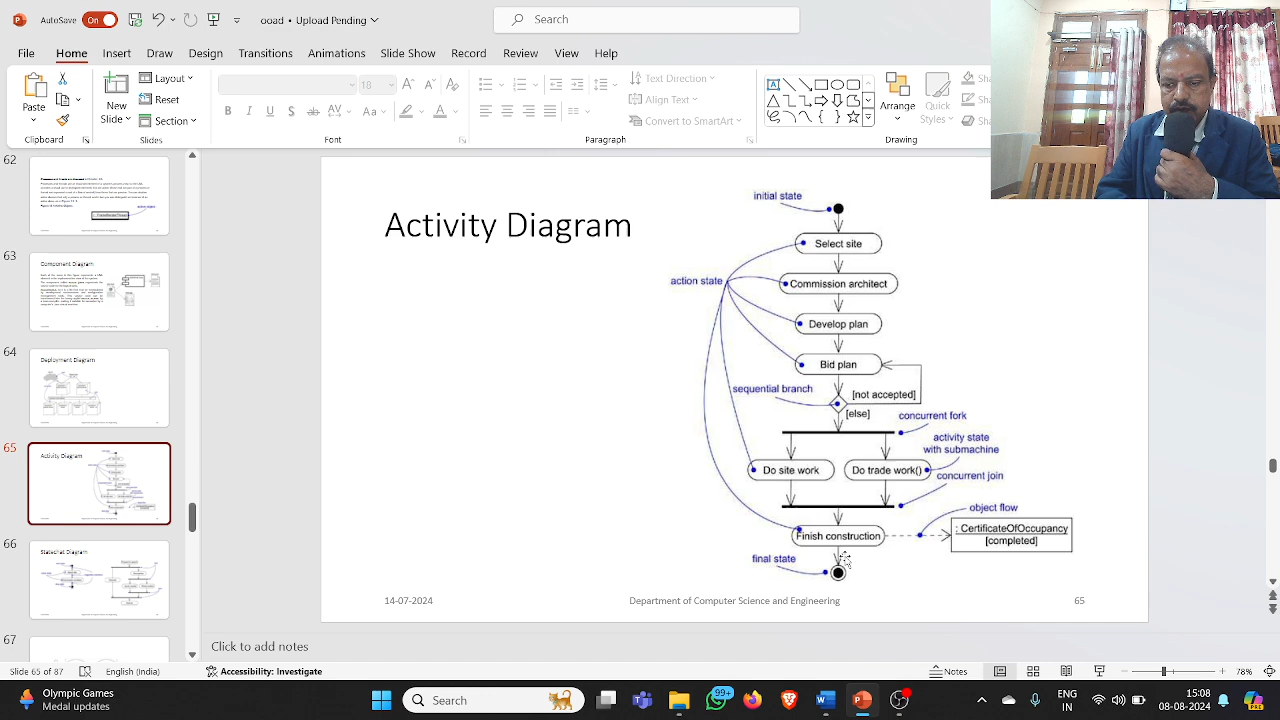 Search
File Home Insert Draw Design Transitions Animations Slide Show Record Review View Help
Paste
New
Slide
Layout
Reset
Section
Text Direction
Align Text
Convert to SmartArt
Arrange
Quick
Styles
Sha
Sha
Sha
Clipboard
Slides
Font
Paragraph
Drawing
62
63
Component Diagram
64
Deployment Diagram
65
Activity Diagram
66
Statechart Diagram
67
Activity Diagram
initial state
Select site
action state
Commission architect
Develop plan
Bid plan
sequential branch
[not accepted]
[else]
concurrent fork
activity state
with submachine
Do site work
Do trade work()
concurrent join
object flow
: CertificateOfOccupancy
[completed]
Finish construction
final state
14-07-2024
Department of Computer Science and Engineering
65
Click to add notes
Slide 65 of 87
English (India)
Accessibility: Investigate
Notes
78%
Olympic Games
Medal updates
Search
99+
ENG
IN
15:08
08-08-2024